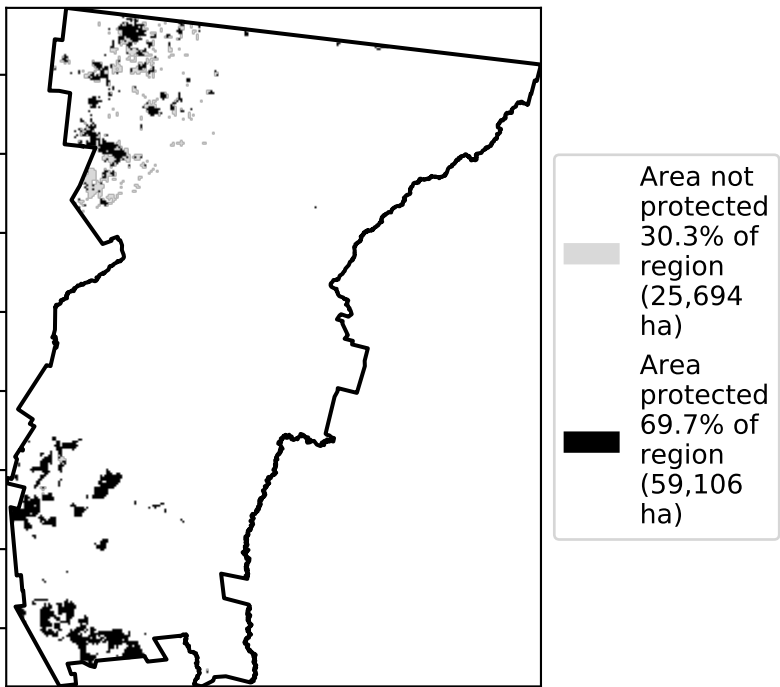 Area not
protected
30.3% of
region
(25,694
ha)
Area
protected
69.7% of
region
(59,106
ha)